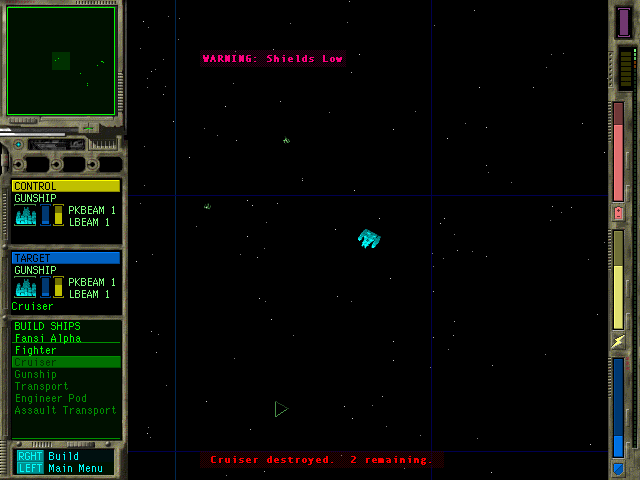 WARNING: Shields Low
CONTROL
GUNSHIP
PKBEAM 1
LBEAM 1
TARGET
GUNSHIP
PKBEAM 1
LBEAM 1
Cruiser
BUILD SHIPS
Fansi Alpha
Fighter
Cruiser
Gunship
Transport
Engineer Pod
Assault Transport
RGHT Build
LEFT Main Menu
Cruiser destroyed. 2 remaining.